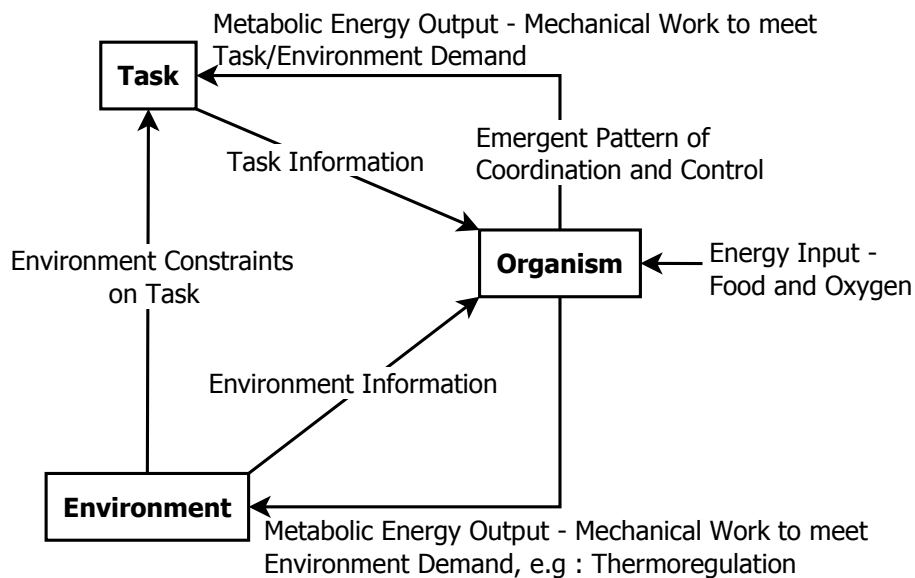 Metabolic Energy Output - Mechanical Work to meet
Task/Environment Demand
Task
Emergent Pattern of
Coordination and Control
Task Information
Organism
Energy Input -
Food and Oxygen
Environment Constraints
on Task
Environment Information
Environment
Metabolic Energy Output - Mechanical Work to meet
Environment Demand, e.g : Thermoregulation